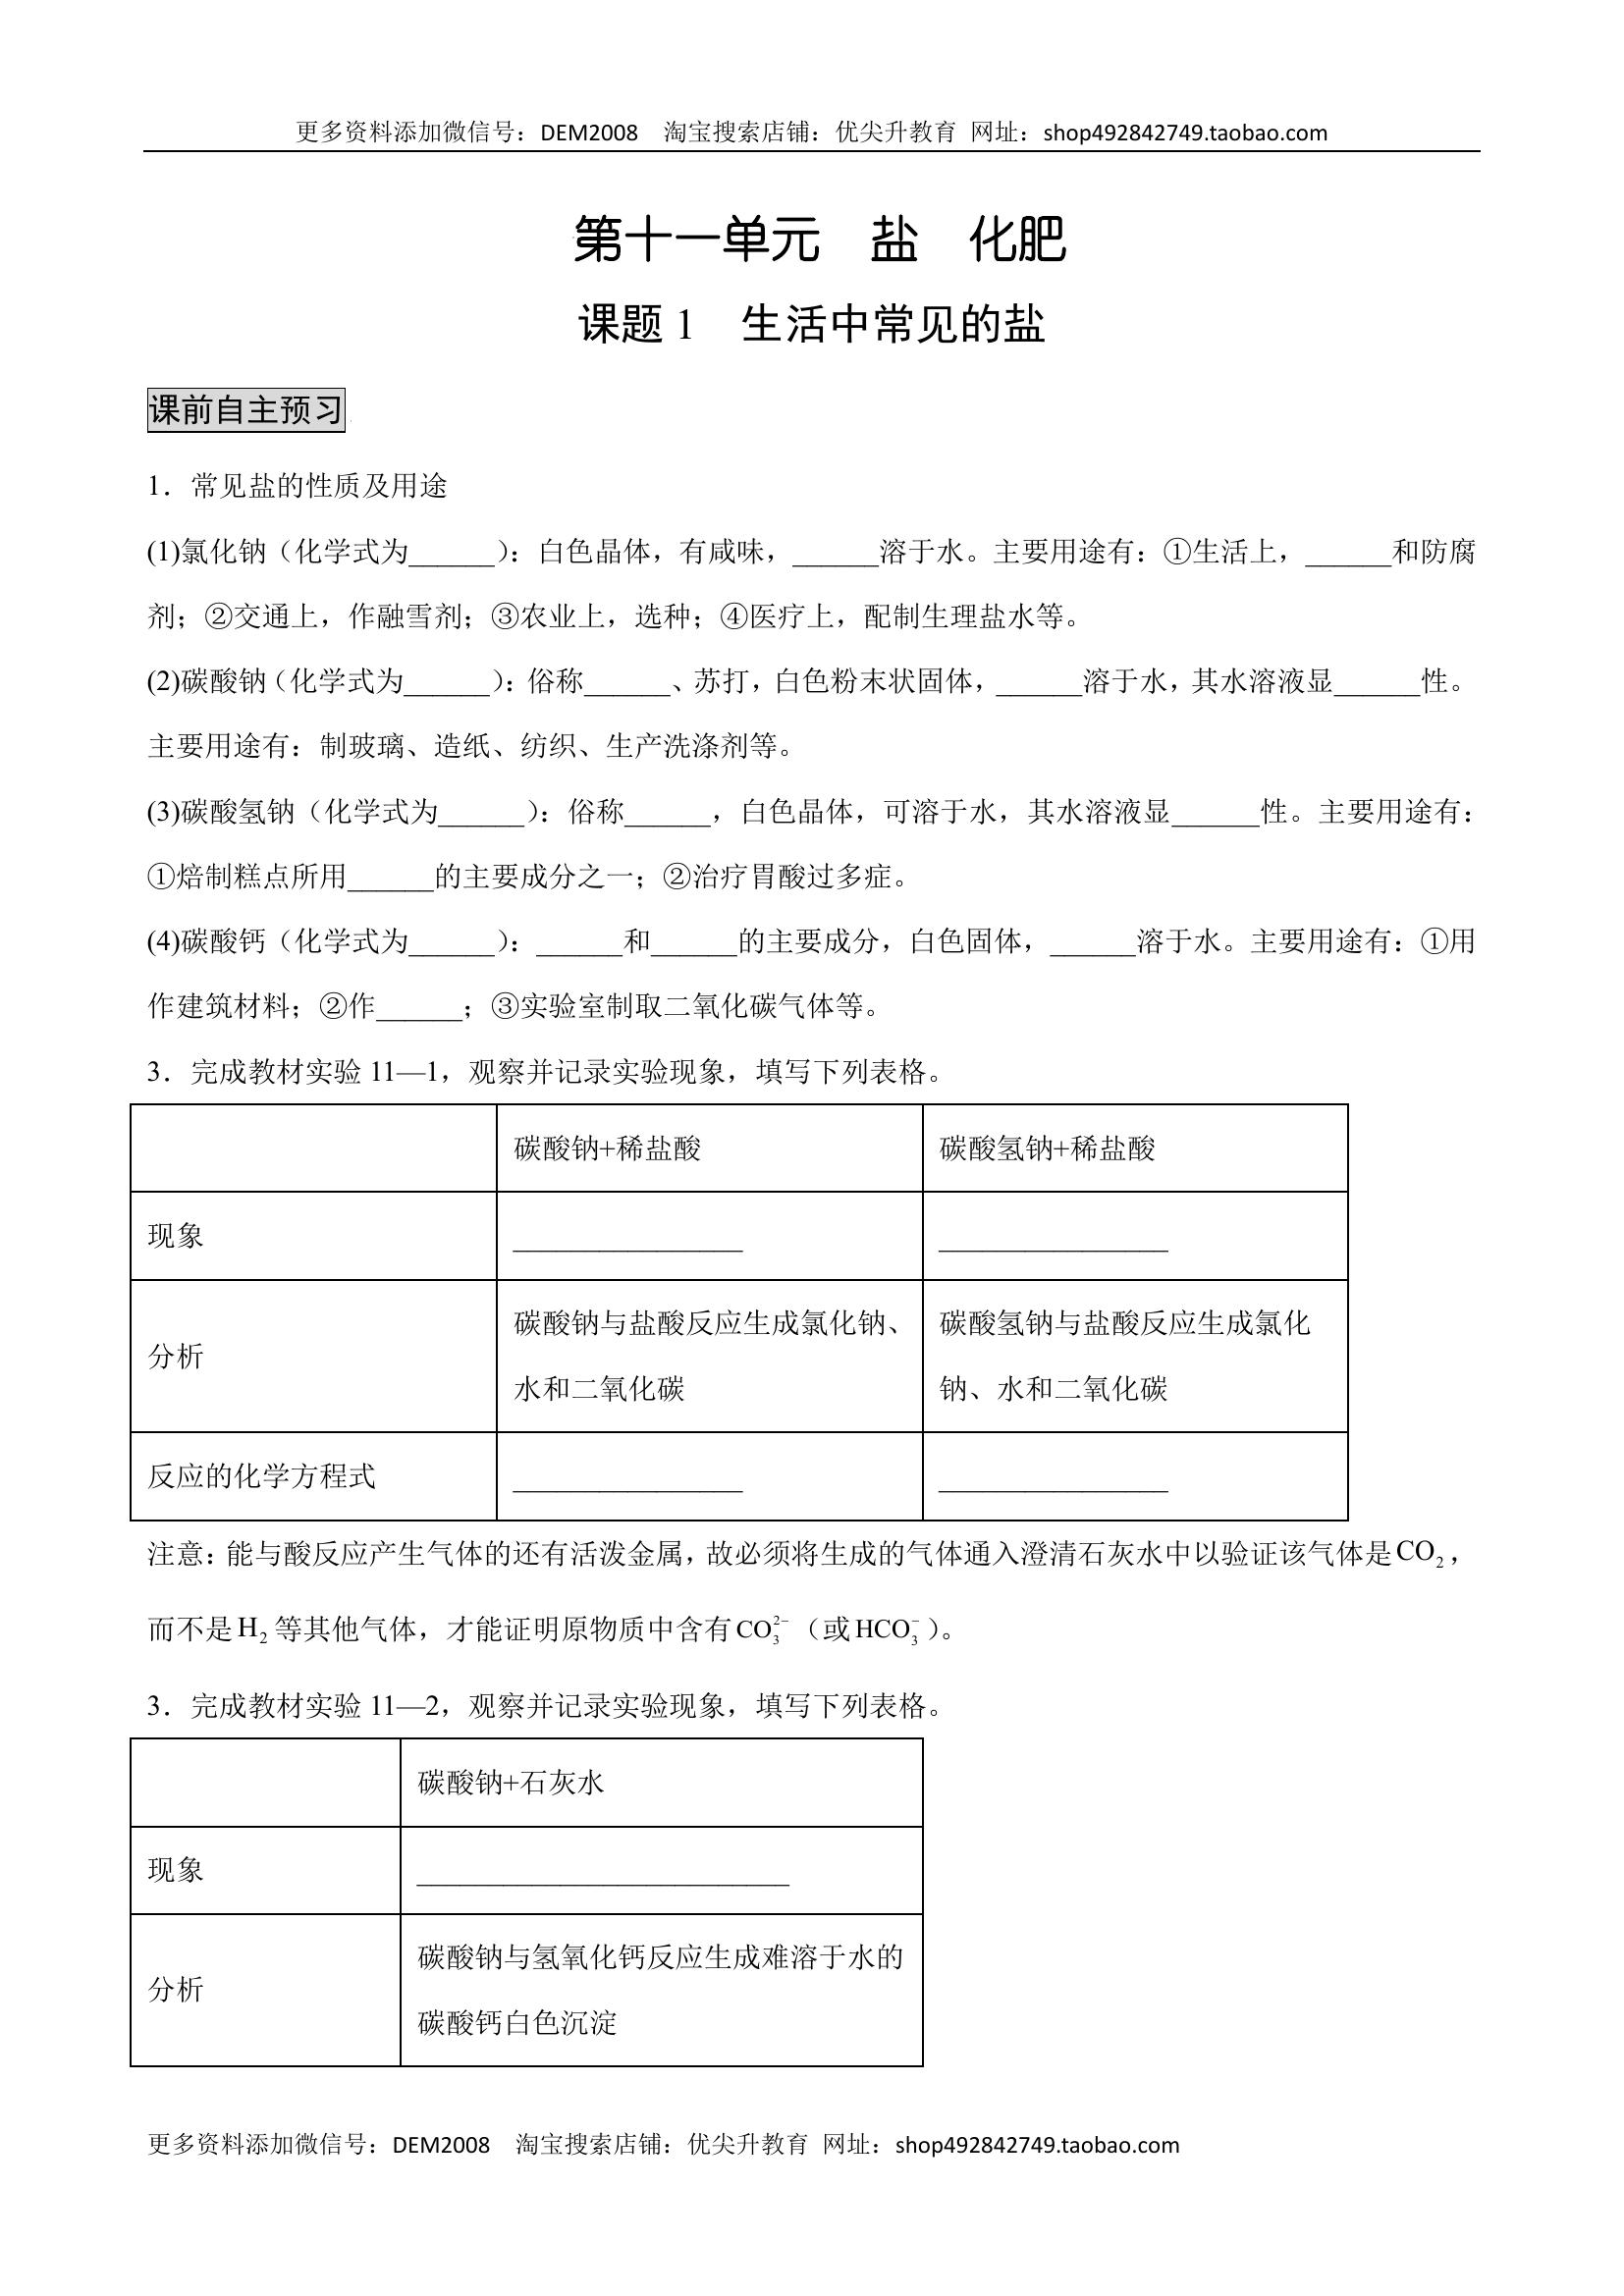 更多资料添加微信号：DEM2008  淘宝搜索店铺：优尖升教育 网址：shop492842749.taobao.com
第十一单元 盐 化肥
课题1 生活中常见的盐
课前自主预习
1．常见盐的性质及用途
(1)氯化钠（化学式为______）：白色晶体，有咸味，______溶于水。主要用途有：①生活上，______和防腐
剂；②交通上，作融雪剂；③农业上，选种；④医疗上，配制生理盐水等。
(2)碳酸钠（化学式为______）：俗称______、苏打，白色粉末状固体，______溶于水，其水溶液显______性。
主要用途有：制玻璃、造纸、纺织、生产洗涤剂等。
(3)碳酸氢钠（化学式为______）：俗称______，白色晶体，可溶于水，其水溶液显______性。主要用途有：
①焙制糕点所用______的主要成分之一；②治疗胃酸过多症。
(4)碳酸钙（化学式为______）：______和______的主要成分，白色固体，______溶于水。主要用途有：①用
作建筑材料；②作______；③实验室制取二氧化碳气体等。
3．完成教材实验 11—1，观察并记录实验现象，填写下列表格。
碳酸钠+稀盐酸 碳酸氢钠+稀盐酸
现象 ________________ ________________
分析 碳酸钠与盐酸反应生成氯化钠、 碳酸氢钠与盐酸反应生成氯化
水和二氧化碳 钠、水和二氧化碳
反应的化学方程式 ________________ ________________
注意：能与酸反应产生气体的还有活泼金属，故必须将生成的气体通入澄清石灰水中以验证该气体是CO₂，
而不是H₂等其他气体，才能证明原物质中含有CO₃²⁻（或HCO₃⁻）。
3．完成教材实验 11—2，观察并记录实验现象，填写下列表格。
碳酸钠+石灰水
现象 __________________________
分析 碳酸钠与氢氧化钙反应生成难溶于水的
碳酸钙白色沉淀
更多资料添加微信号：DEM2008  淘宝搜索店铺：优尖升教育 网址：shop492842749.taobao.com